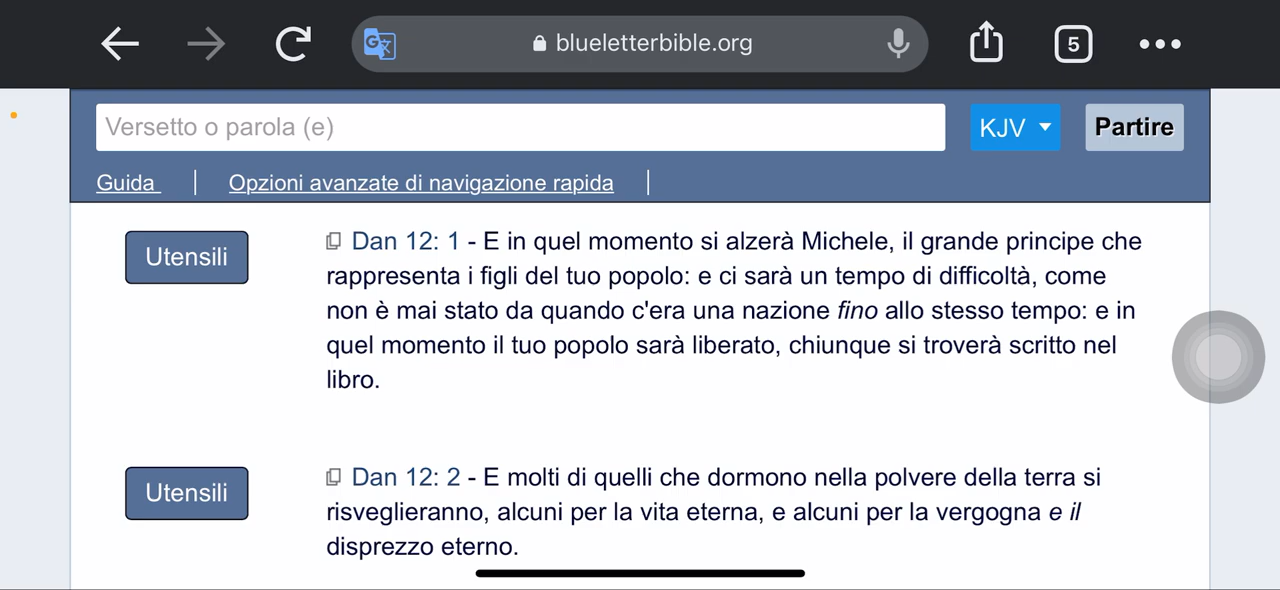 blueletterbible.org
5
Versetto o parola (e)
KJV
Partire
Guida
Opzioni avanzate di navigazione rapida
Utensili
Dan 12: 1 - E in quel momento si alzerà Michele, il grande principe che
rappresenta i figli del tuo popolo: e ci sarà un tempo di difficoltà, come
non è mai stato da quando c'era una nazione fino allo stesso tempo: e in
quel momento il tuo popolo sarà liberato, chiunque si troverà scritto nel
libro.
Utensili
Dan 12: 2 - E molti di quelli che dormono nella polvere della terra si
risveglieranno, alcuni per la vita eterna, e alcuni per la vergogna e il
disprezzo eterno.